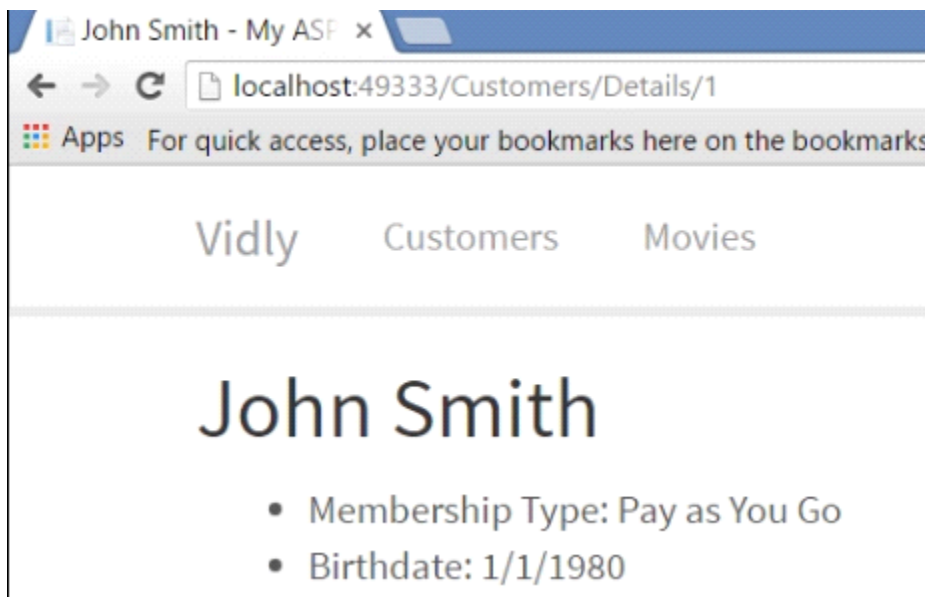 John Smith - My ASP
localhost:49333/Customers/Details/1
Apps For quick access, place your bookmarks here on the bookmarks
Vidly Customers Movies
John Smith
• Membership Type: Pay as You Go
• Birthdate: 1/1/1980